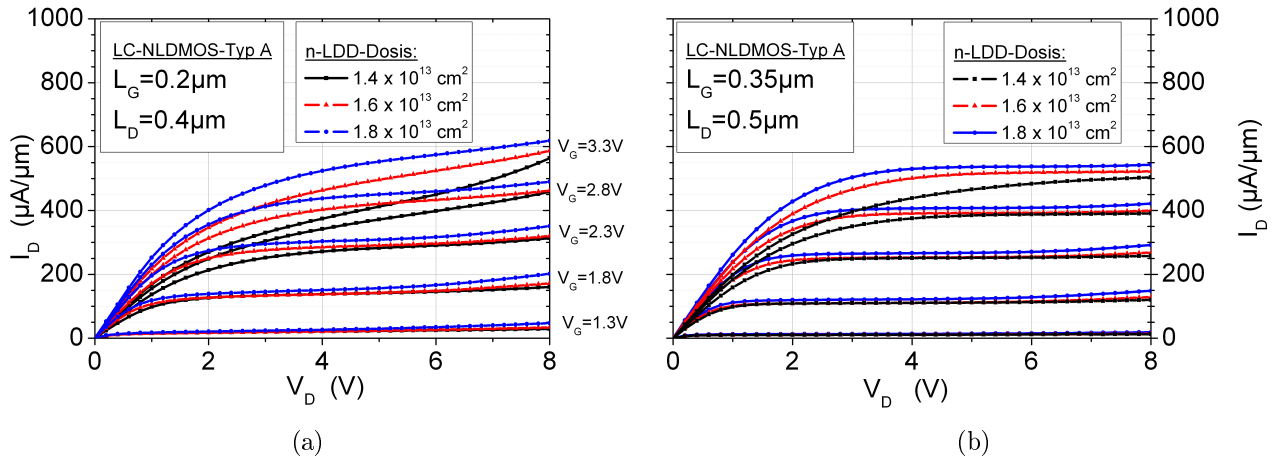 1000
800
600
400
200
0
I_D (µA/µm)
LC-NLDMOS-Typ A
L_G=0.2µm
L_D=0.4µm
n-LDD-Dosis:
1.4 x 10^13 cm^2
1.6 x 10^13 cm^2
1.8 x 10^13 cm^2
V_G=3.3V
V_G=2.8V
V_G=2.3V
V_G=1.8V
V_G=1.3V
0 2 4 6 8
V_D (V)
(a)
LC-NLDMOS-Typ A
L_G=0.35µm
L_D=0.5µm
n-LDD-Dosis:
1.4 x 10^13 cm^2
1.6 x 10^13 cm^2
1.8 x 10^13 cm^2
1000
800
600
400
200
0
I_D (µA/µm)
0 2 4 6 8
V_D (V)
(b)